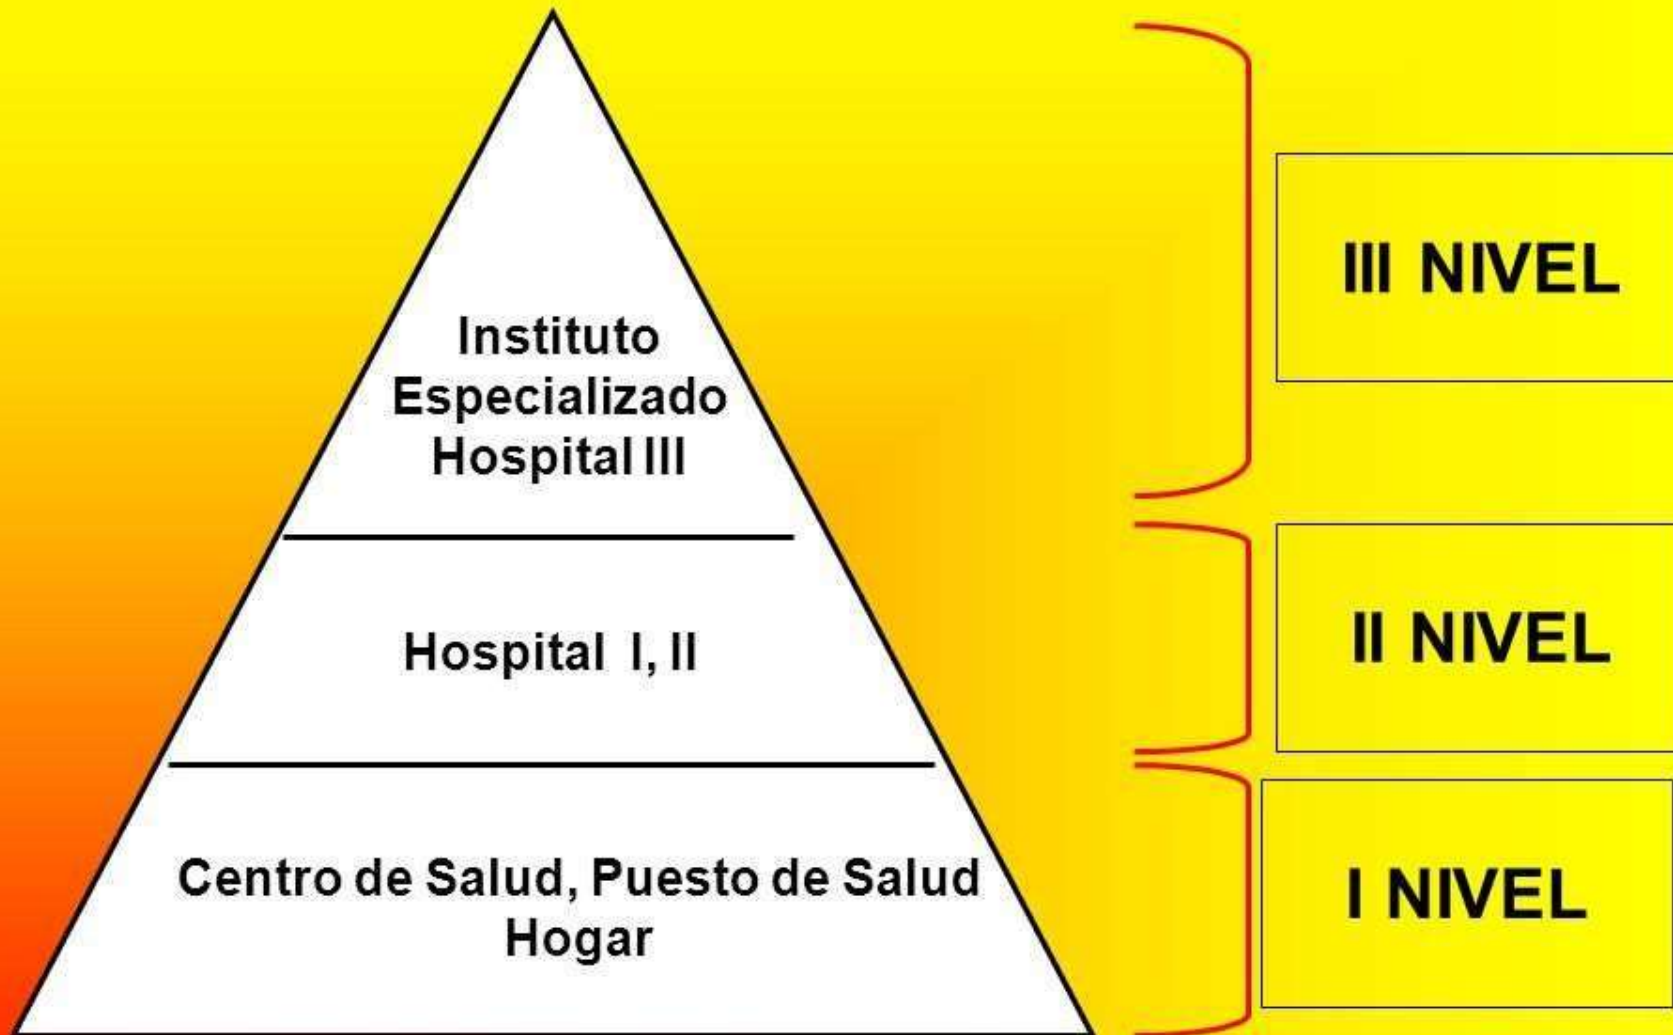 Instituto
Especializado
Hospital III
III NIVEL
Hospital I, II
II NIVEL
Centro de Salud, Puesto de Salud
Hogar
I NIVEL